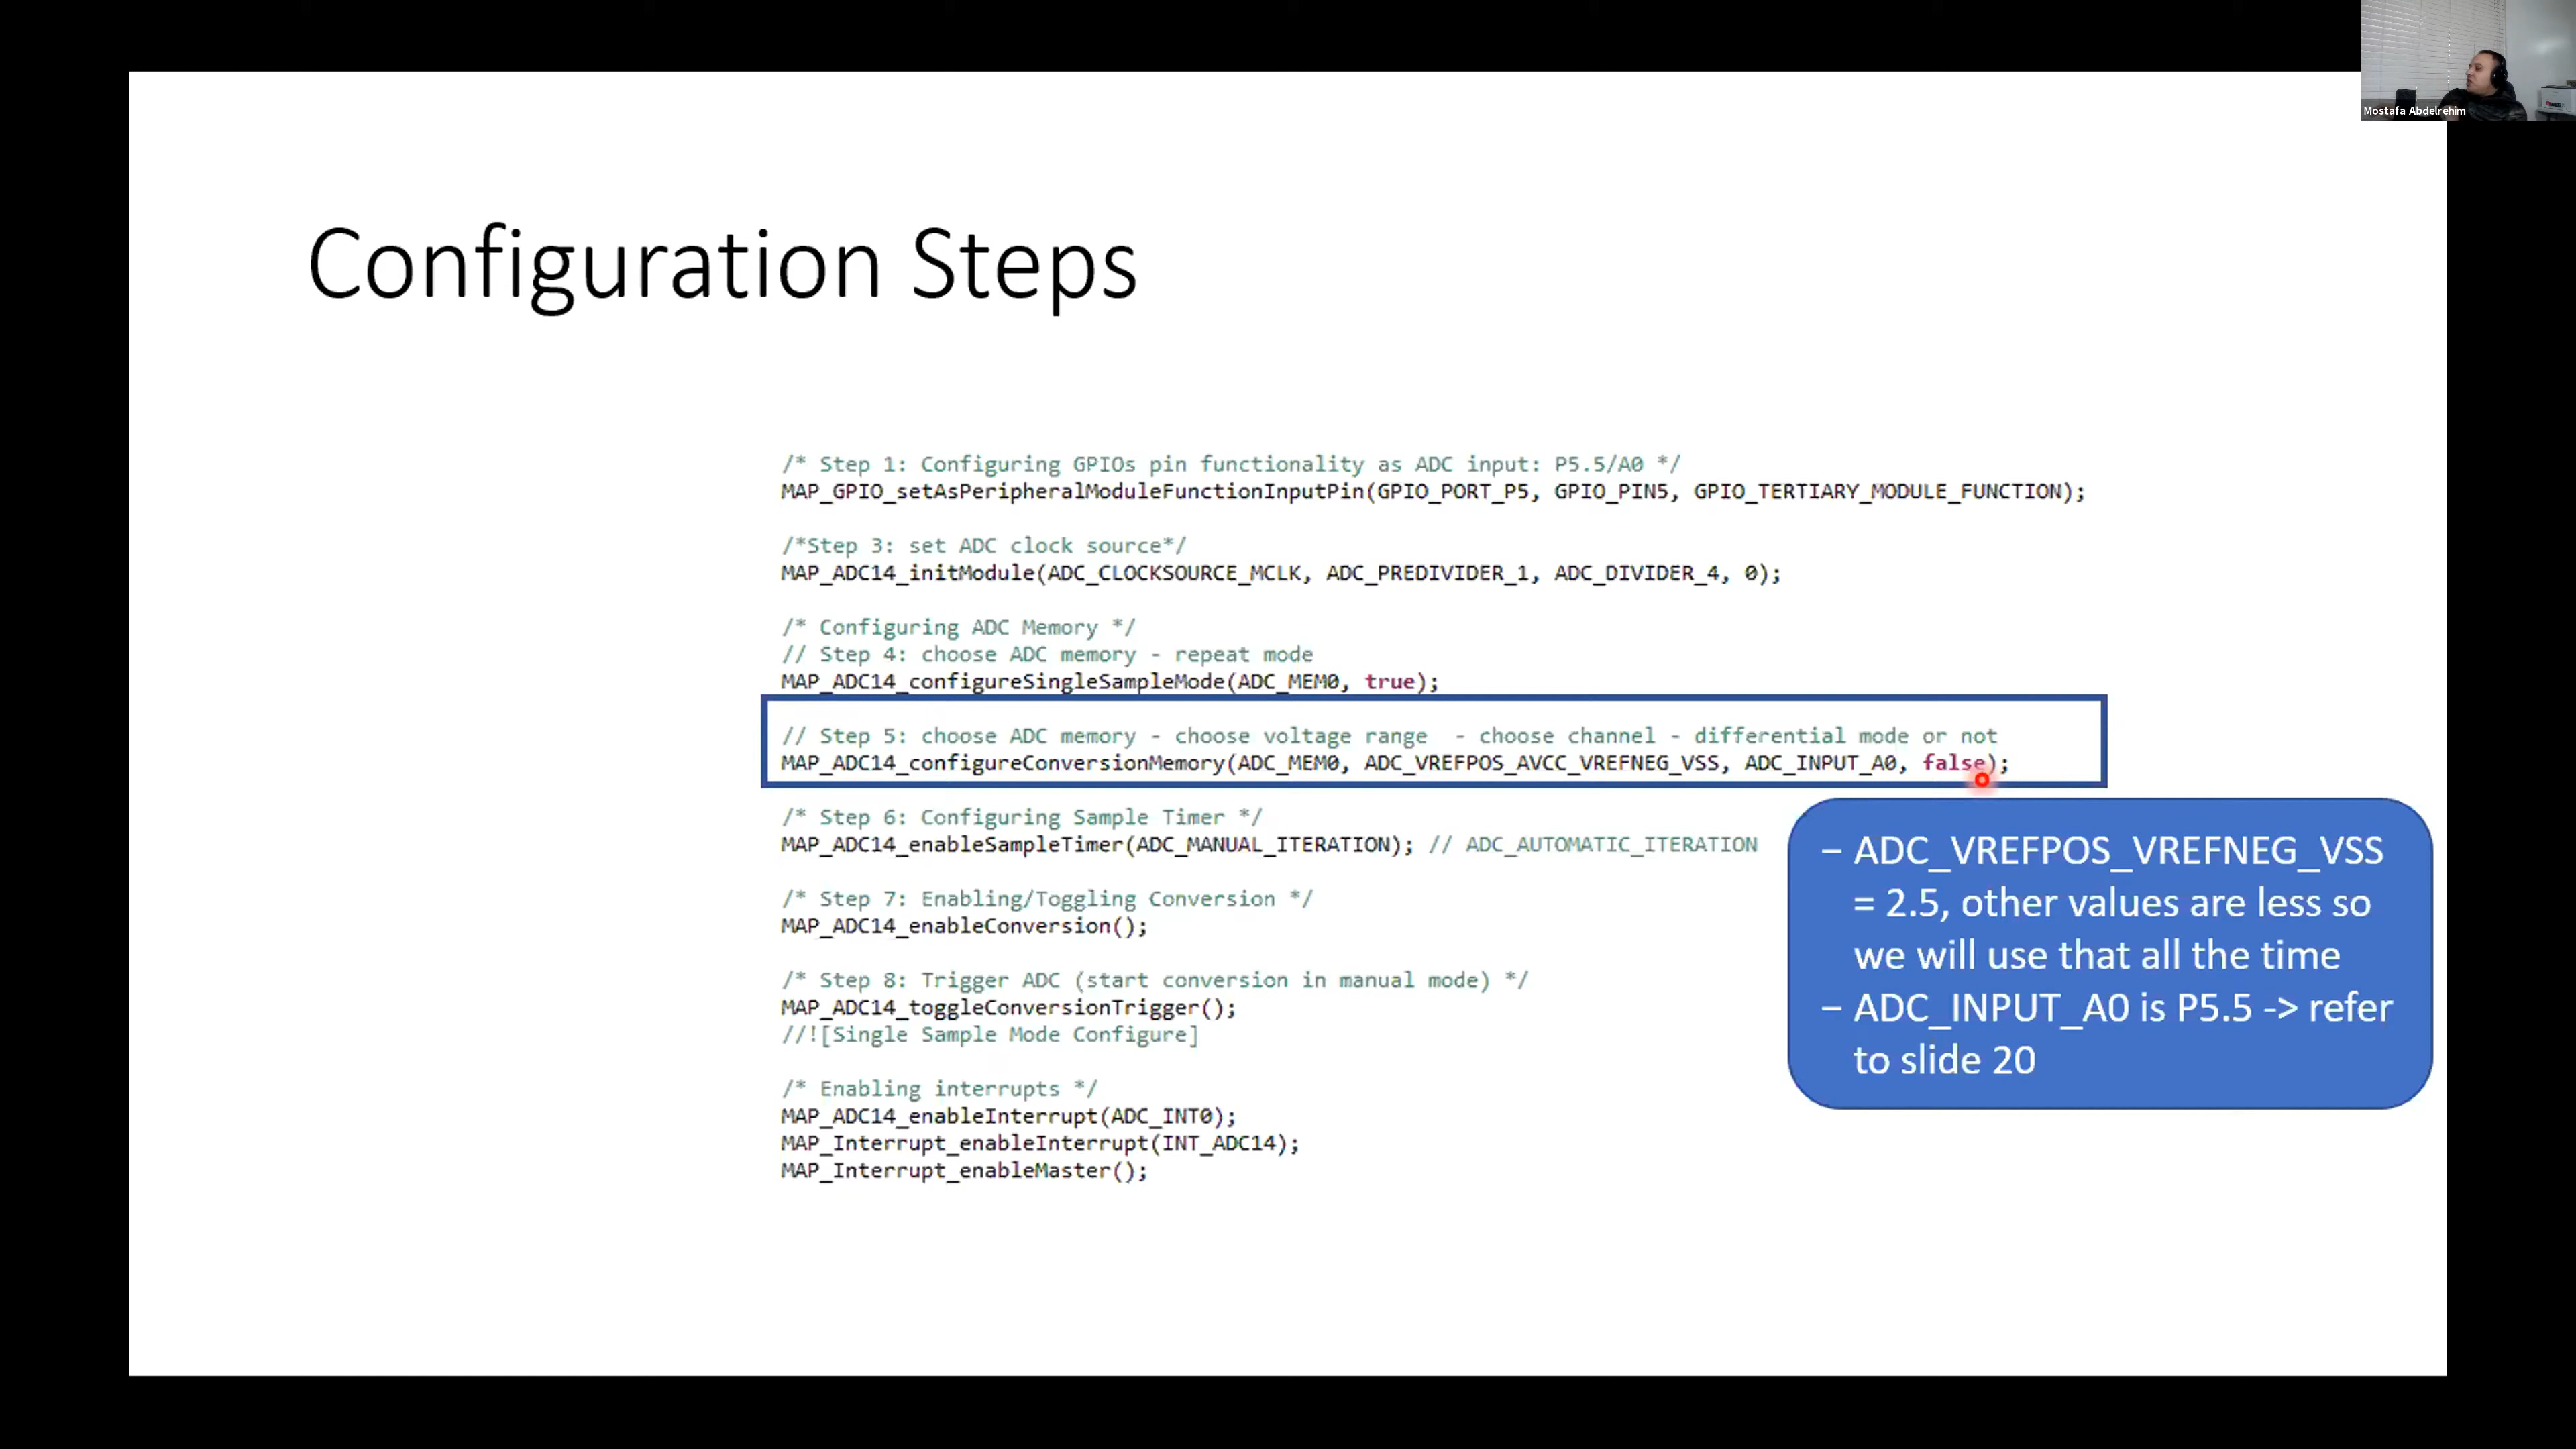 Mostafa Abdelrehim
Configuration Steps
/* Step 1: Configuring GPIOs pin functionality as ADC input: P5.5/A0 */
MAP_GPIO_setAsPeripheralModuleFunctionInputPin(GPIO_PORT_P5, GPIO_PIN5, GPIO_TERTIARY_MODULE_FUNCTION);
/*Step 3: set ADC clock source*/
MAP_ADC14_initModule(ADC_CLOCKSOURCE_MCLK, ADC_PREDIVIDER_1, ADC_DIVIDER_4, 0);
/* Configuring ADC Memory */
// Step 4: choose ADC memory - repeat mode
MAP_ADC14_configureSingleSampleMode(ADC_MEM0, true);
// Step 5: choose ADC memory - choose voltage range  - choose channel - differential mode or not
MAP_ADC14_configureConversionMemory(ADC_MEM0, ADC_VREFPOS_AVCC_VREFNEG_VSS, ADC_INPUT_A0, false);
/* Step 6: Configuring Sample Timer */
MAP_ADC14_enableSampleTimer(ADC_MANUAL_ITERATION); // ADC_AUTOMATIC_ITERATION
/* Step 7: Enabling/Toggling Conversion */
MAP_ADC14_enableConversion();
/* Step 8: Trigger ADC (start conversion in manual mode) */
MAP_ADC14_toggleConversionTrigger();
//![Single Sample Mode Configure]
/* Enabling interrupts */
MAP_ADC14_enableInterrupt(ADC_INT0);
MAP_Interrupt_enableInterrupt(INT_ADC14);
MAP_Interrupt_enableMaster();
– ADC_VREFPOS_VREFNEG_VSS
= 2.5, other values are less so
we will use that all the time
– ADC_INPUT_A0 is P5.5 -> refer
to slide 20